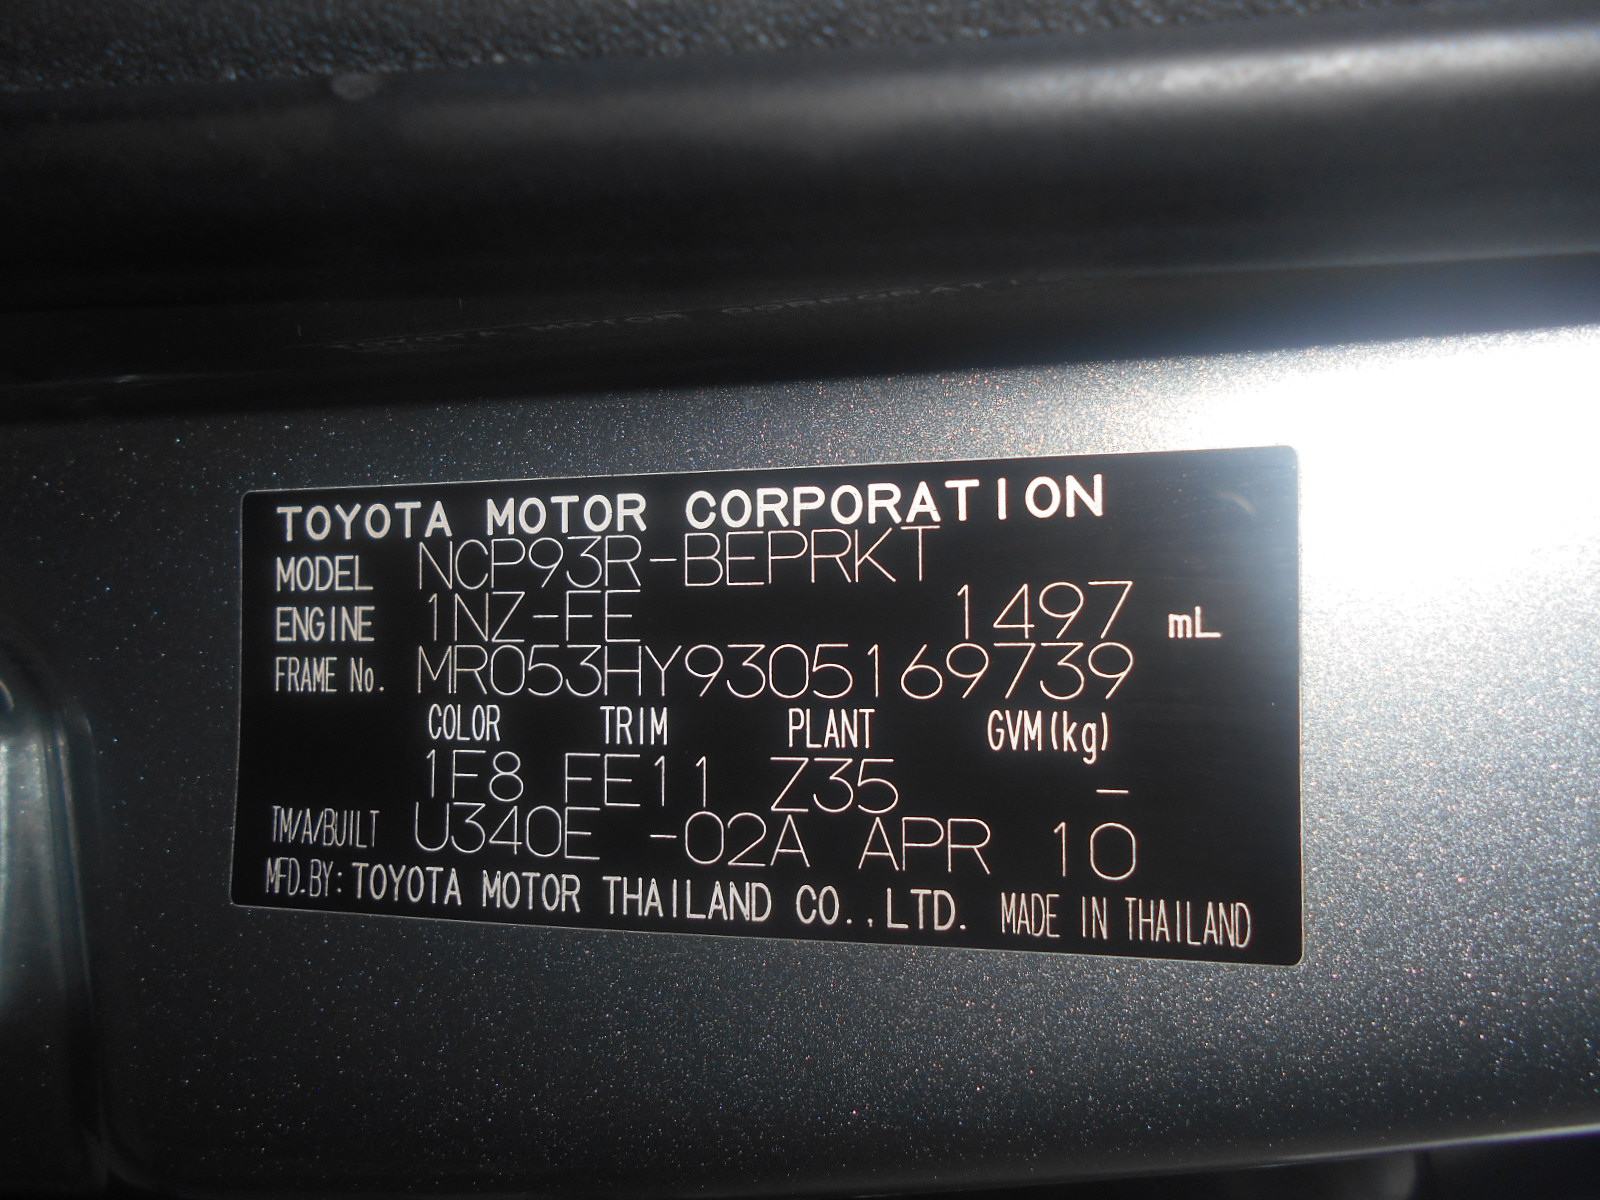 TOYOTA MOTOR CORPORATION
MODEL NCP93R-BEPRKT
ENGINE 1NZ-FE 1497 mL
FRAME No. MR053HY9305169739
COLOR TRIM PLANT GVM(kg)
1F8 FE11 Z35 -
TM/A/BUILT U340E -02A APR 10
MFD.BY: TOYOTA MOTOR THAILAND CO.,LTD. MADE IN THAILAND